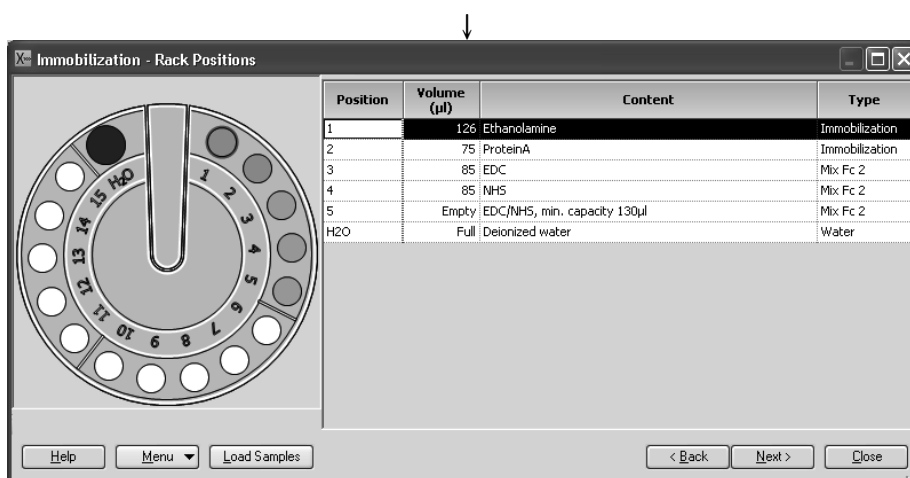 Immobilization - Rack Positions
Position Volume (µl) Content Type
1 126 Ethanolamine Immobilization
2 75 ProteinA Immobilization
3 85 EDC Mix Fc 2
4 85 NHS Mix Fc 2
5 Empty EDC/NHS, min. capacity 130µl Mix Fc 2
H2O Full Deionized water Water
H2O 1 2 3 4 5 6 7 8 9 10 11 12 13 14 15
Help Menu Load Samples < Back Next > Close